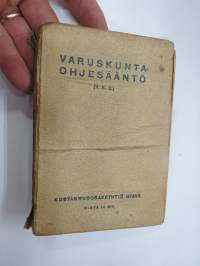 VARUSKUNTA-
OHJESÄÄNTÖ
(V. K. O.)
KUSTANNUSOSAKEYHTIÖ OTAVA